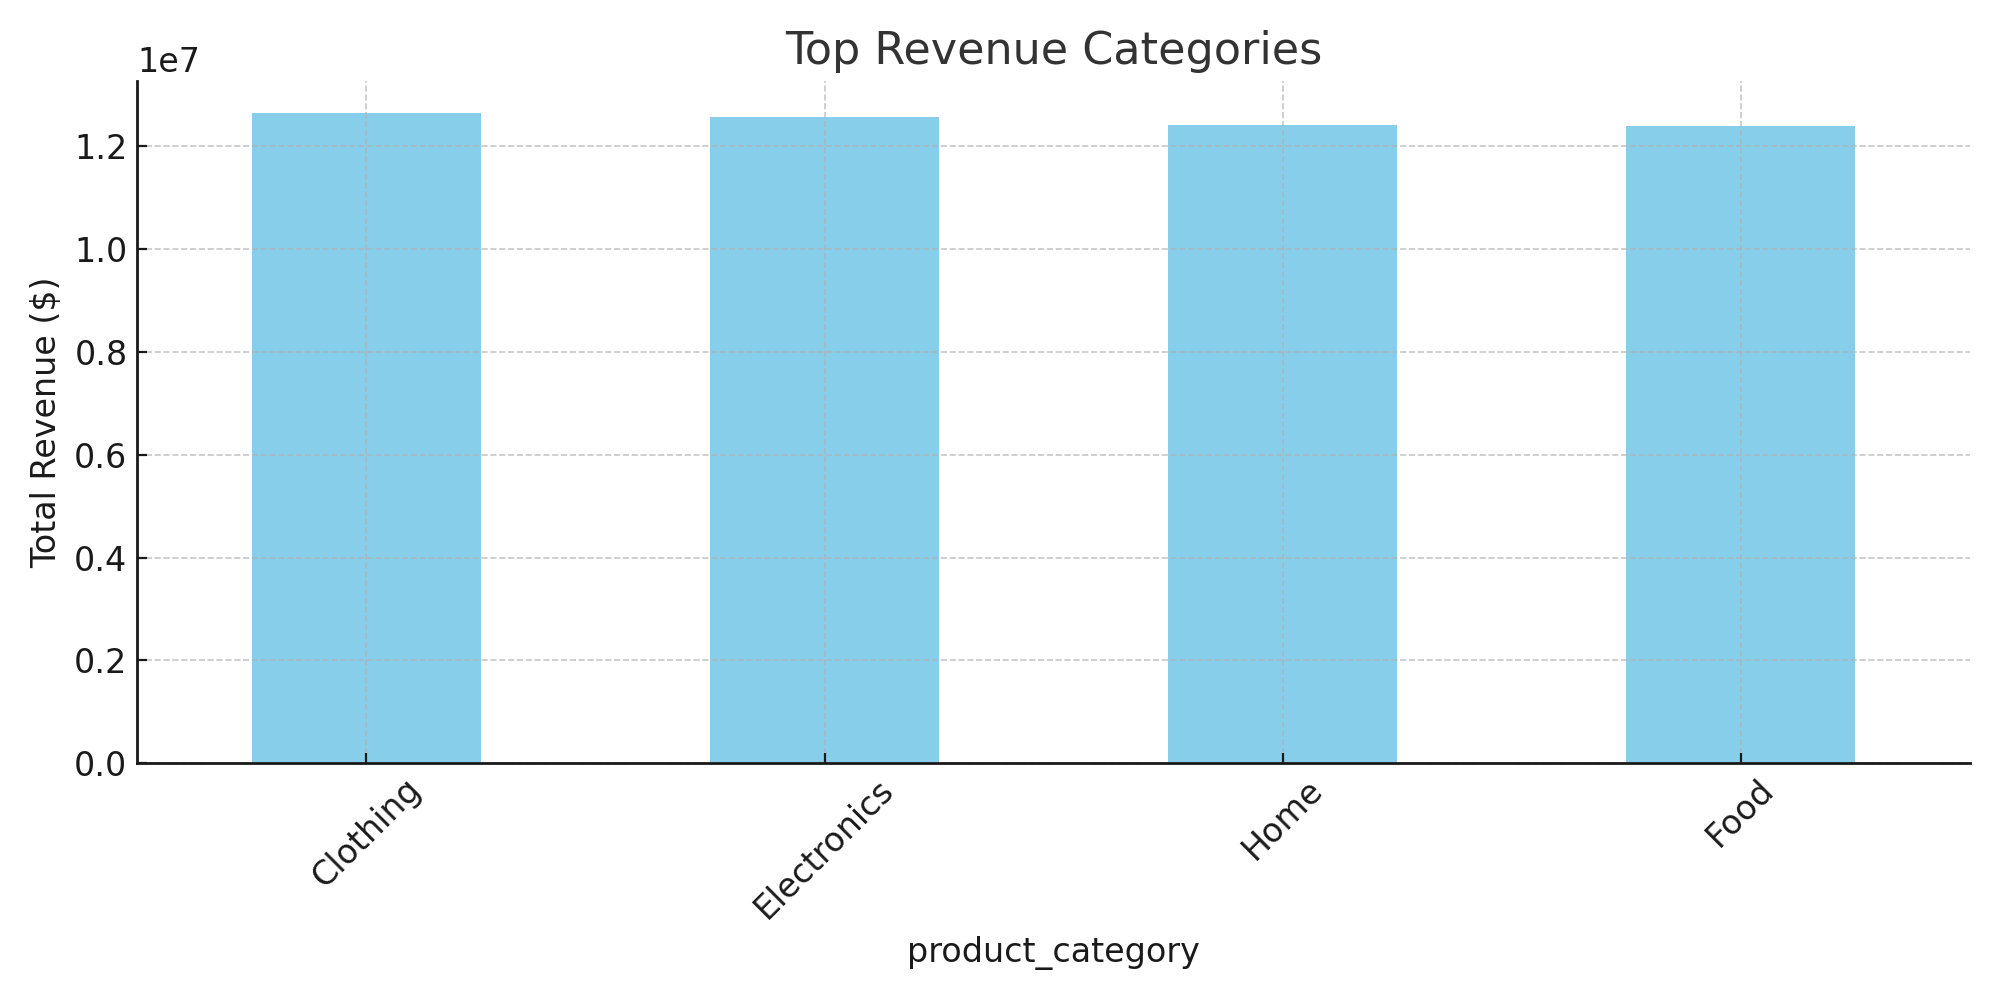 Top Revenue Categories
1e7
1.2
1.0
0.8
0.6
0.4
0.2
0.0
Total Revenue ($)
Clothing
Electronics
Home
Food
product_category